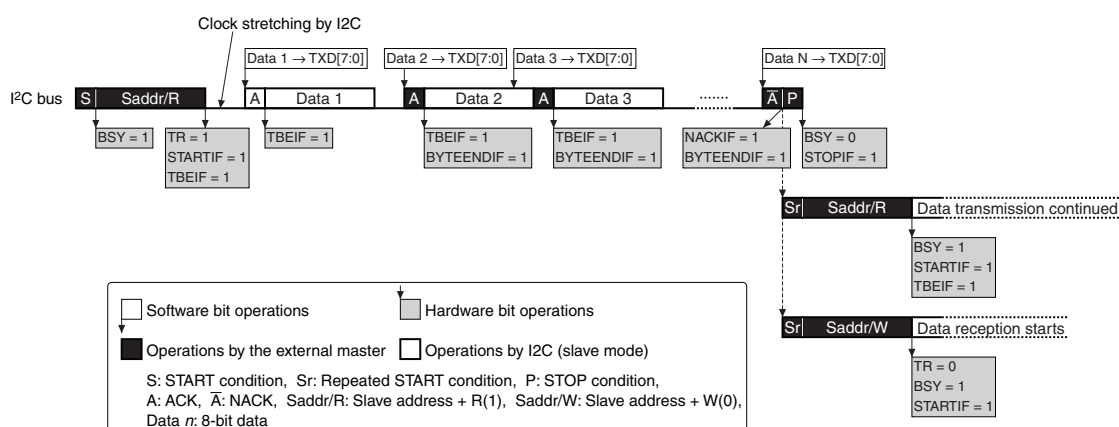 Clock stretching by I2C
Data 1 → TXD[7:0]
Data 2 → TXD[7:0]
Data 3 → TXD[7:0]
Data N → TXD[7:0]
I²C bus
S
Saddr/R
A
Data 1
A
Data 2
A
Data 3
........
A̅
P
BSY = 1
TR = 1
STARTIF = 1
TBEIF = 1
TBEIF = 1
TBEIF = 1
BYTEENDIF = 1
TBEIF = 1
BYTEENDIF = 1
NACKIF = 1
BYTEENDIF = 1
BSY = 0
STOPIF = 1
Sr
Saddr/R
Data transmission continued
BSY = 1
STARTIF = 1
TBEIF = 1
Sr
Saddr/W
Data reception starts
TR = 0
BSY = 1
STARTIF = 1
Software bit operations
Hardware bit operations
Operations by the external master
Operations by I2C (slave mode)
S: START condition, Sr: Repeated START condition, P: STOP condition,
A: ACK, A̅: NACK, Saddr/R: Slave address + R(1), Saddr/W: Slave address + W(0),
Data n: 8-bit data